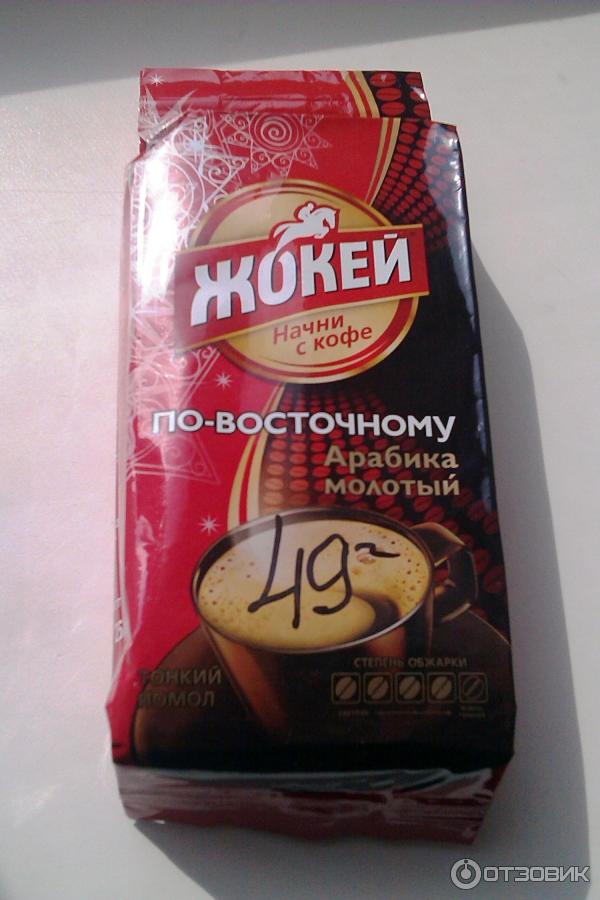 ЖОКЕЙ
Начни
с кофе
ПО-ВОСТОЧНОМУ
Арабика
молотый
49=
ТОНКИЙ
ПОМОЛ
СТЕПЕНЬ ОБЖАРКИ
ОТЗОВИК